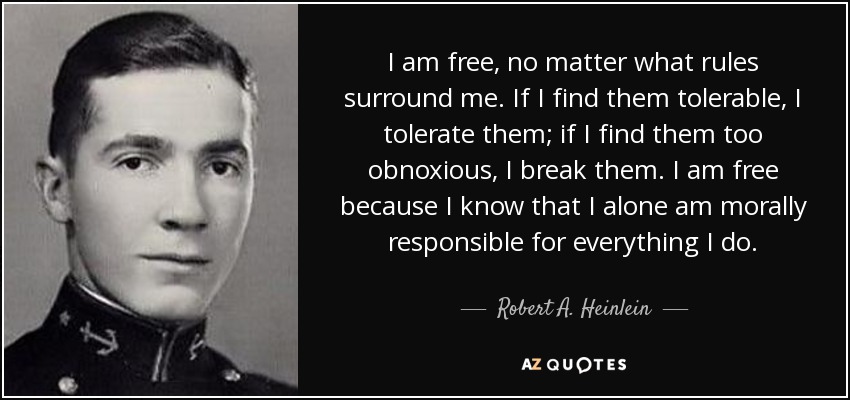 I am free, no matter what rules
surround me. If I find them tolerable, I
tolerate them; if I find them too
obnoxious, I break them. I am free
because I know that I alone am morally
responsible for everything I do.
Robert A. Heinlein
AZ QUOTES